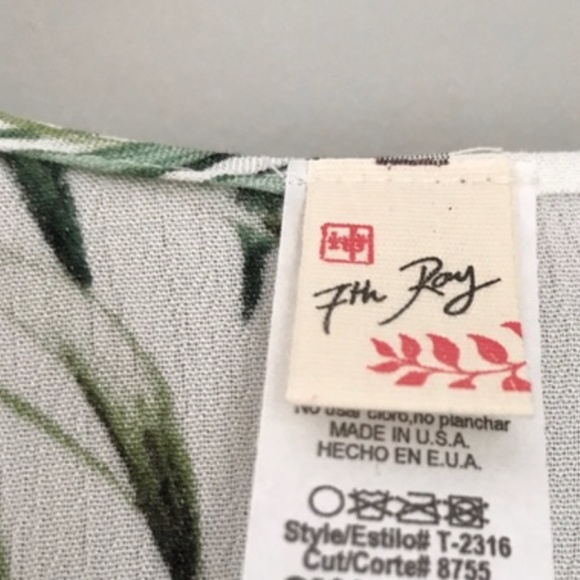 7th Ray
No usar cloro,no planchar
MADE IN U.S.A.
HECHO EN E.U.A.
Style/Estilo# T-2316
Cut/Corte# 8755